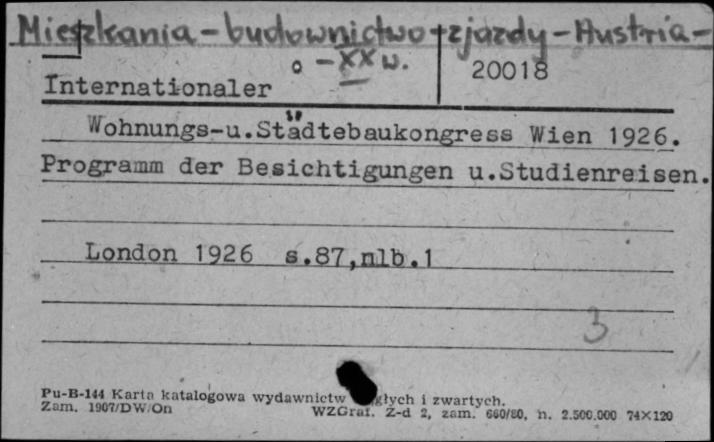 Mieszkania - budownictwo + zjazdy - Austria -
- XX w.
20018
Internationaler
Wohnungs-u.Städtebaukongress Wien 1926.
Programm der Besichtigungen u.Studienreisen.
London 1926 s.87,nlb.1
3
Pu-B-144 Karta katalogowa wydawnictw i zwartych.
Zam. 1907/DW/On WZGraf. Z-d 2, zam. 660/80, n. 2.500.000 74×120